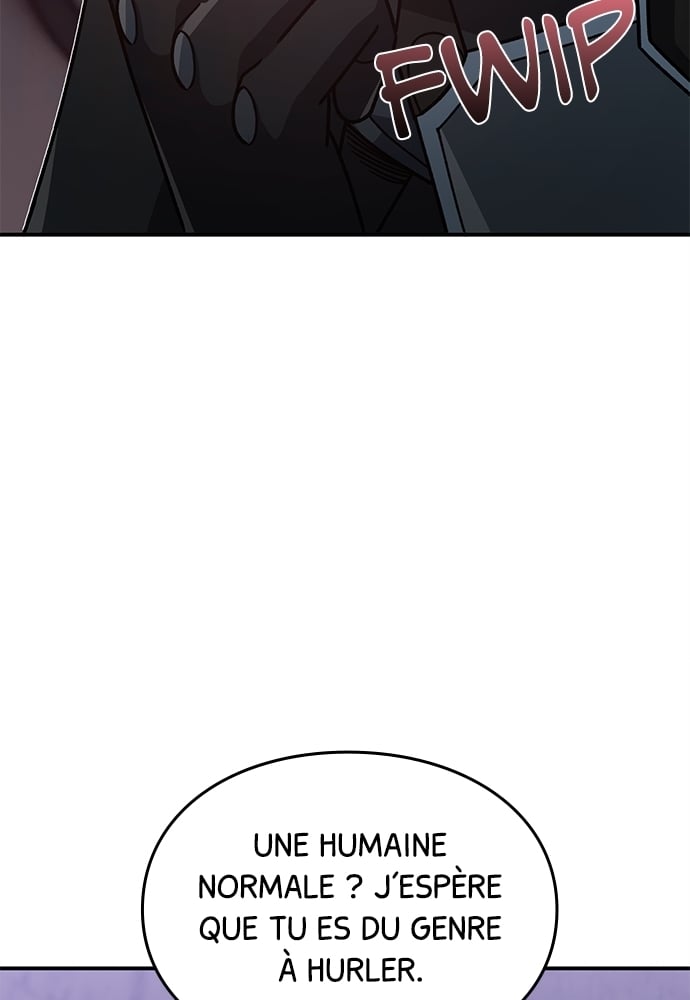 FWIP
UNE HUMAINE
NORMALE ? J'ESPÈRE
QUE TU ES DU GENRE
À HURLER.